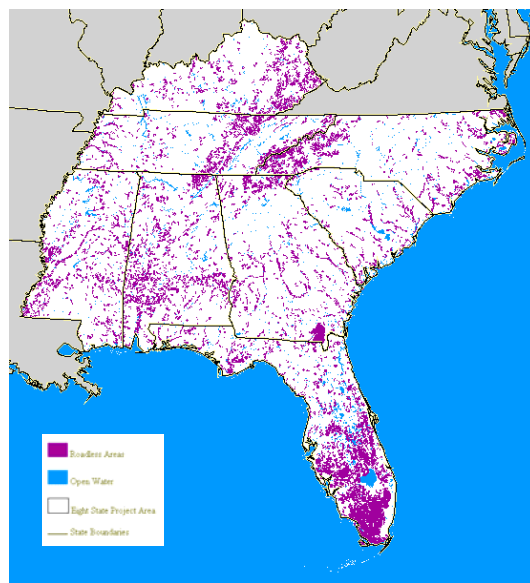 Roadless Areas
Open Water
Eight State Project Area
State Boundaries